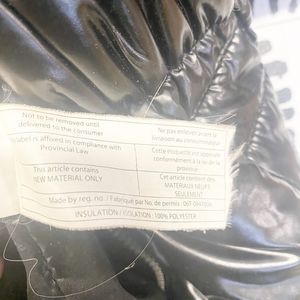 Not to be removed until
delivered to the consumer
Ne pas enlever avant la
livraison au consommateur
label is affixed in compliance with
Provincial Law
Cette étiquette est apposée
conformément à la loi de la
province
This article contains
NEW MATERIAL ONLY
Cet article contient des
MATÉRIAUX NEUFS
SEULEMENT
Made by reg. no. / Fabriqué par No. de permis :
INSULATION / ISOLATION : 100% POLYESTER